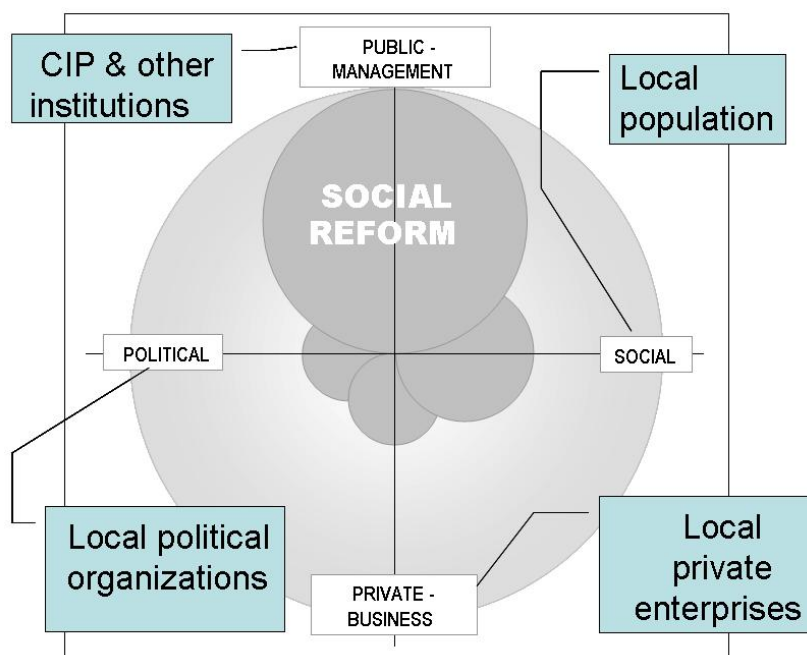 CIP & other
institutions
PUBLIC -
MANAGEMENT
Local
population
SOCIAL
REFORM
POLITICAL
SOCIAL
Local political
organizations
PRIVATE -
BUSINESS
Local
private
enterprises